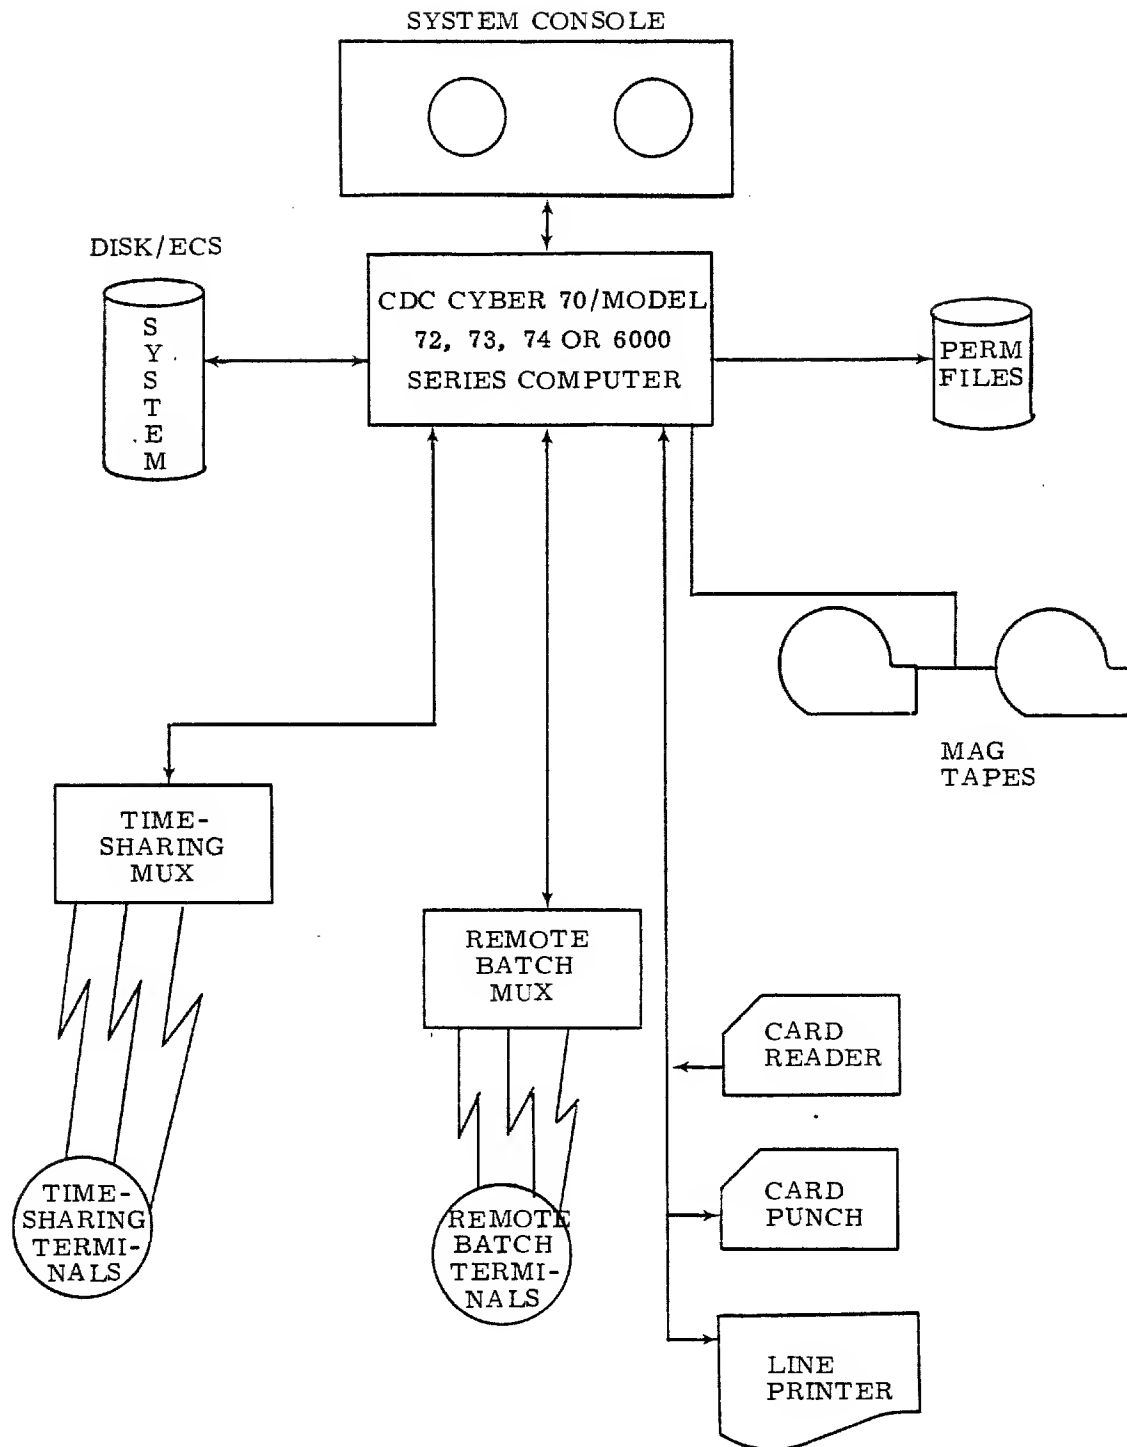 SYSTEM CONSOLE
DISK/ECS
SYSTEM
CDC CYBER 70/MODEL
72, 73, 74 OR 6000
SERIES COMPUTER
PERM
FILES
MAG
TAPES
TIME-
SHARING
MUX
REMOTE
BATCH
MUX
CARD
READER
CARD
PUNCH
TIME-
SHARING
TERMI-
NALS
REMOTE
BATCH
TERMI-
NALS
LINE
PRINTER